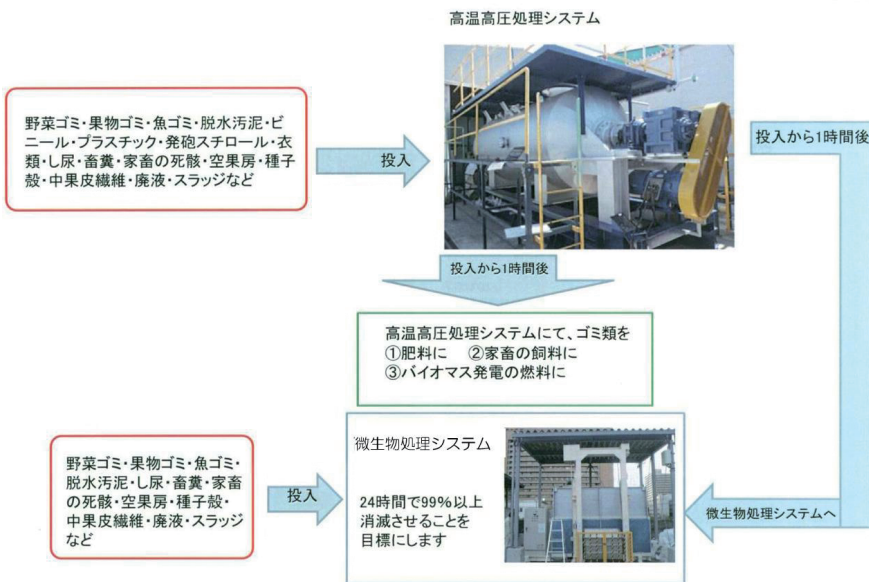 高温高圧処理システム
野菜ゴミ・果物ゴミ・魚ゴミ・脱水汚泥・ビ
ニール・プラスチック・発砲スチロール・衣
類・し尿・畜糞・家畜の死骸・空果房・種子
殻・中果皮繊維・廃液・スラッジなど
投入
投入から1時間後
投入から1時間後
高温高圧処理システムにて、ゴミ類を
①肥料に ②家畜の飼料に
③バイオマス発電の燃料に
野菜ゴミ・果物ゴミ・魚ゴミ・
脱水汚泥・し尿・畜糞・家畜
の死骸・空果房・種子殻・
中果皮繊維・廃液・スラッジ
など
投入
微生物処理システム
24時間で99%以上
消滅させることを
目標にします
微生物処理システムへ